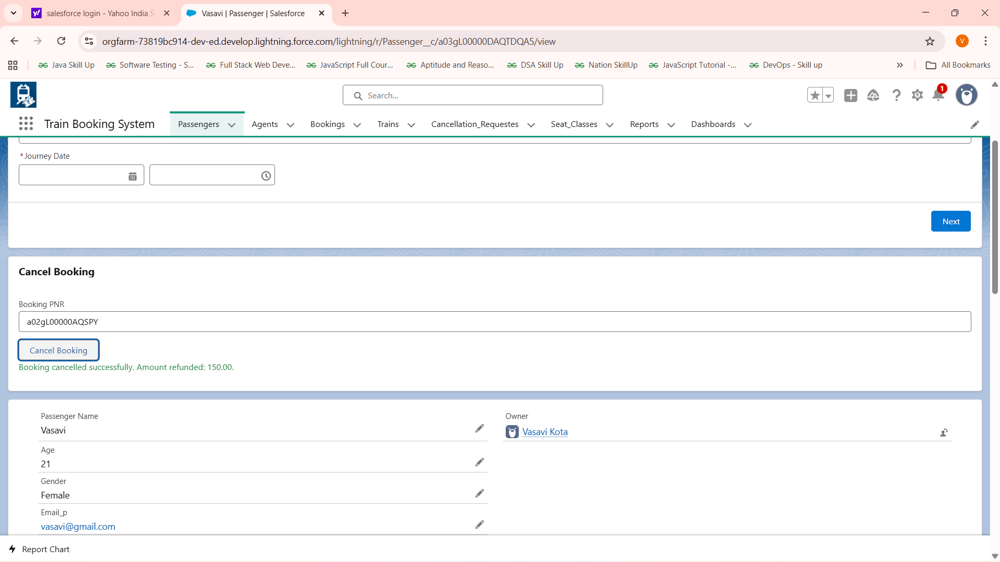 salesforce login - Yahoo India S
Vasavi | Passenger | Salesforce
orgfarm-73819bc914-dev-ed.develop.lightning.force.com/lightning/r/Passenger__c/a03gL00000DAQTDQA5/view
V
Java Skill Up
Software Testing - S...
Full Stack Web Deve...
JavaScript Full Cour...
Aptitude and Reaso...
DSA Skill Up
Nation SkillUp
JavaScript Tutorial -...
DevOps - Skill up
All Bookmarks
Search...
1
Train Booking System
Passengers
Agents
Bookings
Trains
Cancellation_Requestes
Seat_Classes
Reports
Dashboards
*Journey Date
Next
Cancel Booking
Booking PNR
a02gL00000AQSPY
Cancel Booking
Booking cancelled successfully. Amount refunded: 150.00.
Passenger Name
Vasavi
Owner
Vasavi Kota
Age
21
Gender
Female
Email_p
vasavi@gmail.com
Report Chart